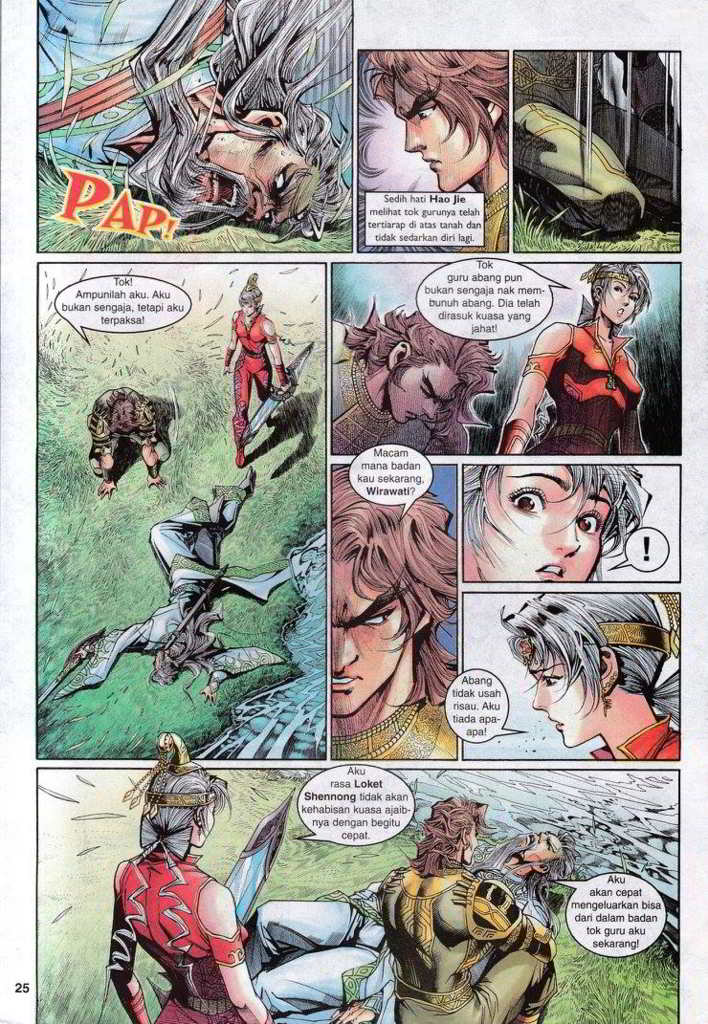 PAP!
Sedih hati Hao Jie
melihat tok gurunya telah
tertiarap di atas tanah dan
tidak sedarkan diri lagi.
Tok!
Ampunilah aku. Aku
bukan sengaja, tetapi aku
terpaksa!
Tok
guru abang pun
bukan sengaja nak mem-
bunuh abang. Dia telah
dirasuk kuasa yang
jahat!
Macam
mana badan
kau sekarang,
Wirawati?
!
Abang
tidak usah
risau. Aku
tiada apa-
apa!
Aku
rasa Loket
Shennong tidak akan
kehabisan kuasa ajaib-
nya dengan begitu
cepat.
Aku
akan cepat
mengeluarkan bisa
dari dalam badan
tok guru aku
sekarang!
25